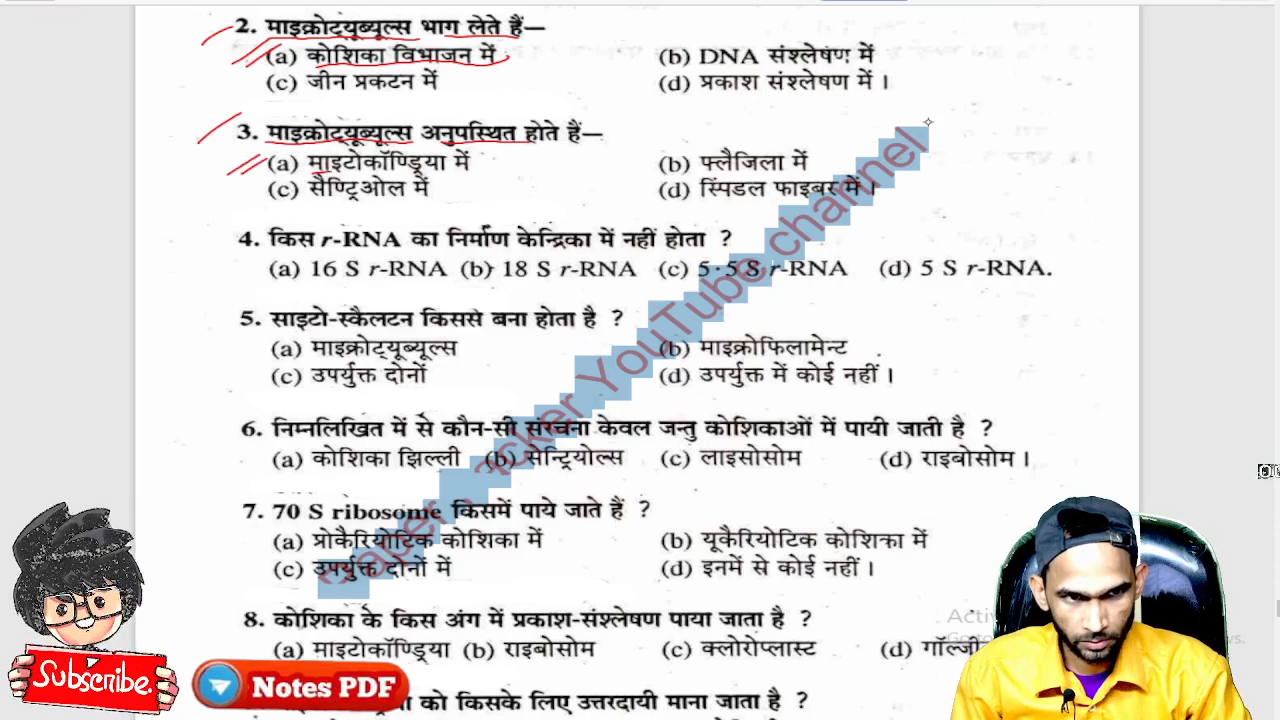 2. माइक्रोट्यूब्यूल्स भाग लेते हैं—
(a) कोशिका विभाजन में (b) DNA संश्लेषण में
(c) जीन प्रकटन में (d) प्रकाश संश्लेषण में।
3. माइक्रोट्यूब्यूल्स अनुपस्थित होते हैं—
(a) माइटोकॉण्ड्रिया में (b) फ्लैजिला में
(c) सैण्ट्रिओल में (d) स्पिंडल फाइबर में।
4. किस r-RNA का निर्माण केन्द्रिका में नहीं होता ?
(a) 16 S r-RNA (b) 18 S r-RNA (c) 5·5 S r-RNA (d) 5 S r-RNA.
5. साइटो-स्कैलटन किससे बना होता है ?
(a) माइक्रोट्यूब्यूल्स (b) माइक्रोफिलामेन्ट
(c) उपर्युक्त दोनों (d) उपर्युक्त में कोई नहीं।
6. निम्नलिखित में से कौन-सी संरचना केवल जन्तु कोशिकाओं में पायी जाती है ?
(a) कोशिका झिल्ली (b) सेन्ट्रियोल्स (c) लाइसोसोम (d) राइबोसोम।
7. 70 S ribosome किसमें पाये जाते हैं ?
(a) प्रोकैरियोटिक कोशिका में (b) यूकैरियोटिक कोशिका में
(c) उपर्युक्त दोनों में (d) इनमें से कोई नहीं।
8. कोशिका के किस अंग में प्रकाश-संश्लेषण पाया जाता है ?
(a) माइटोकॉण्ड्रिया (b) राइबोसोम (c) क्लोरोप्लास्ट (d) गॉल्जी
को किसके लिए उत्तरदायी माना जाता है ?
YouTube channel
Subscribe.
Notes PDF